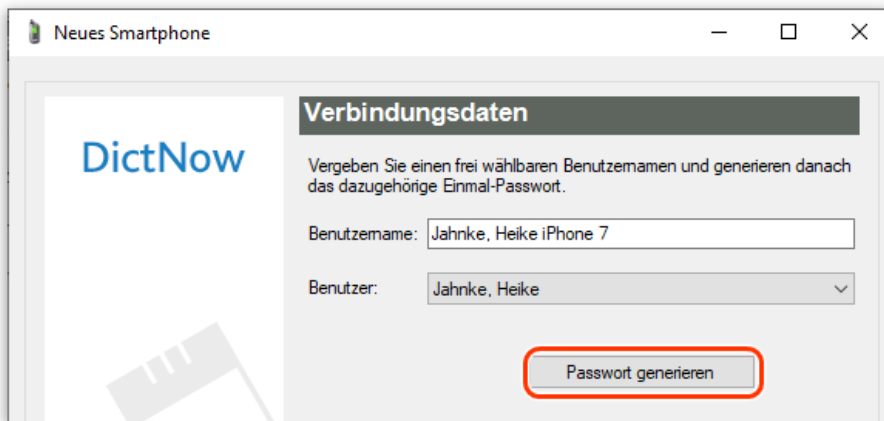 Neues Smartphone
DictNow
Verbindungsdaten
Vergeben Sie einen frei wählbaren Benutzernamen und generieren danach
das dazugehörige Einmal-Passwort.
Benutzername: Jahnke, Heike iPhone 7
Benutzer: Jahnke, Heike
Passwort generieren